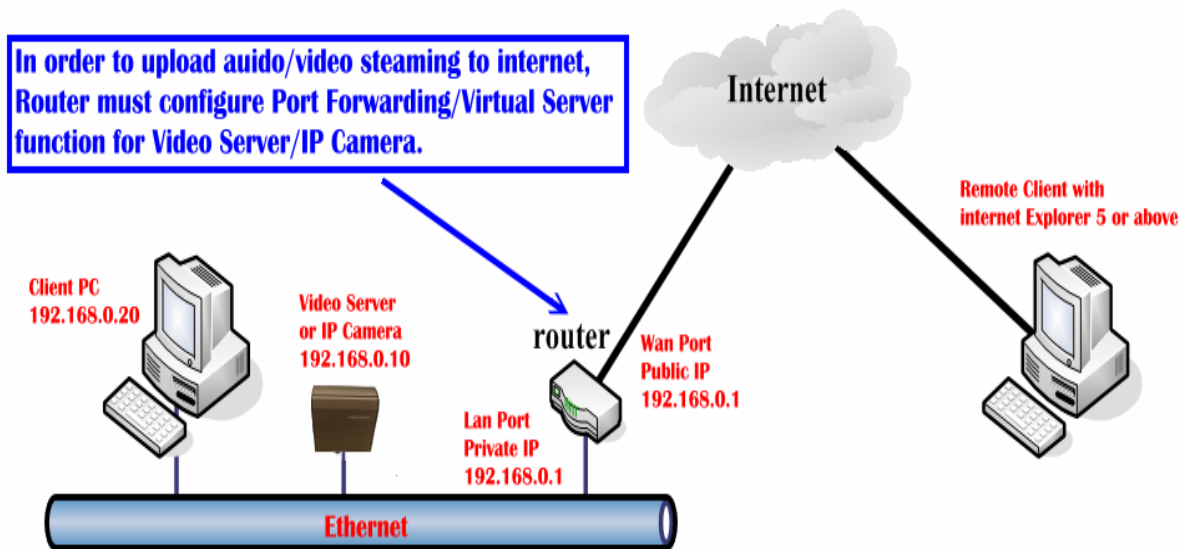 In order to upload auido/video steaming to internet,
Router must configure Port Forwarding/Virtual Server
function for Video Server/IP Camera.
Internet
Remote Client with
internet Explorer 5 or above
Client PC
192.168.0.20
Video Server
or IP Camera
192.168.0.10
router
Wan Port
Public IP
192.168.0.1
Lan Port
Private IP
192.168.0.1
Ethernet